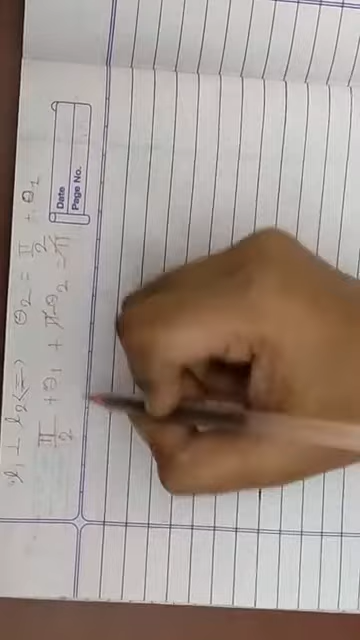 l₁ ⊥ l₂ <=> θ₂ = π/2 + θ₁
π/2 + θ₁ + π - θ₂ = π
Date
Page No.